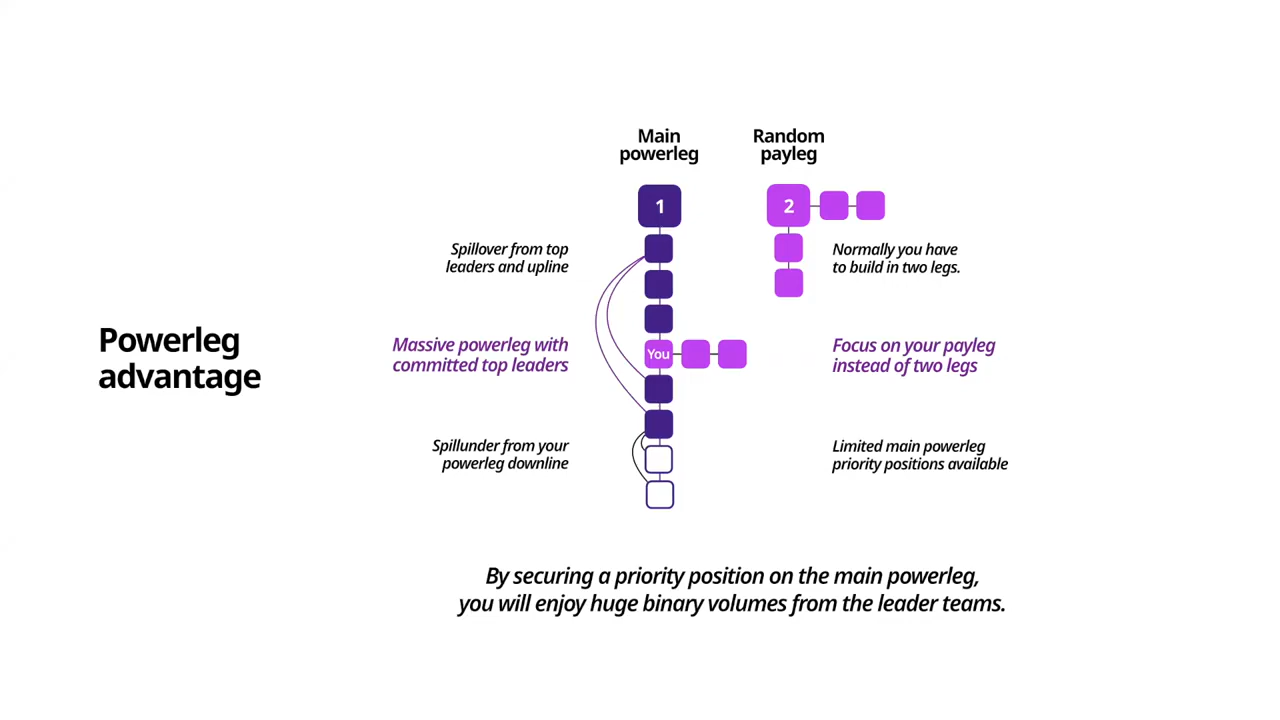 Powerleg
advantage
Main
powerleg
Random
payleg
1
2
Spillover from top
leaders and upline
Normally you have
to build in two legs.
Massive powerleg with
committed top leaders
You
Focus on your payleg
instead of two legs
Spillunder from your
powerleg downline
Limited main powerleg
priority positions available
By securing a priority position on the main powerleg,
you will enjoy huge binary volumes from the leader teams.